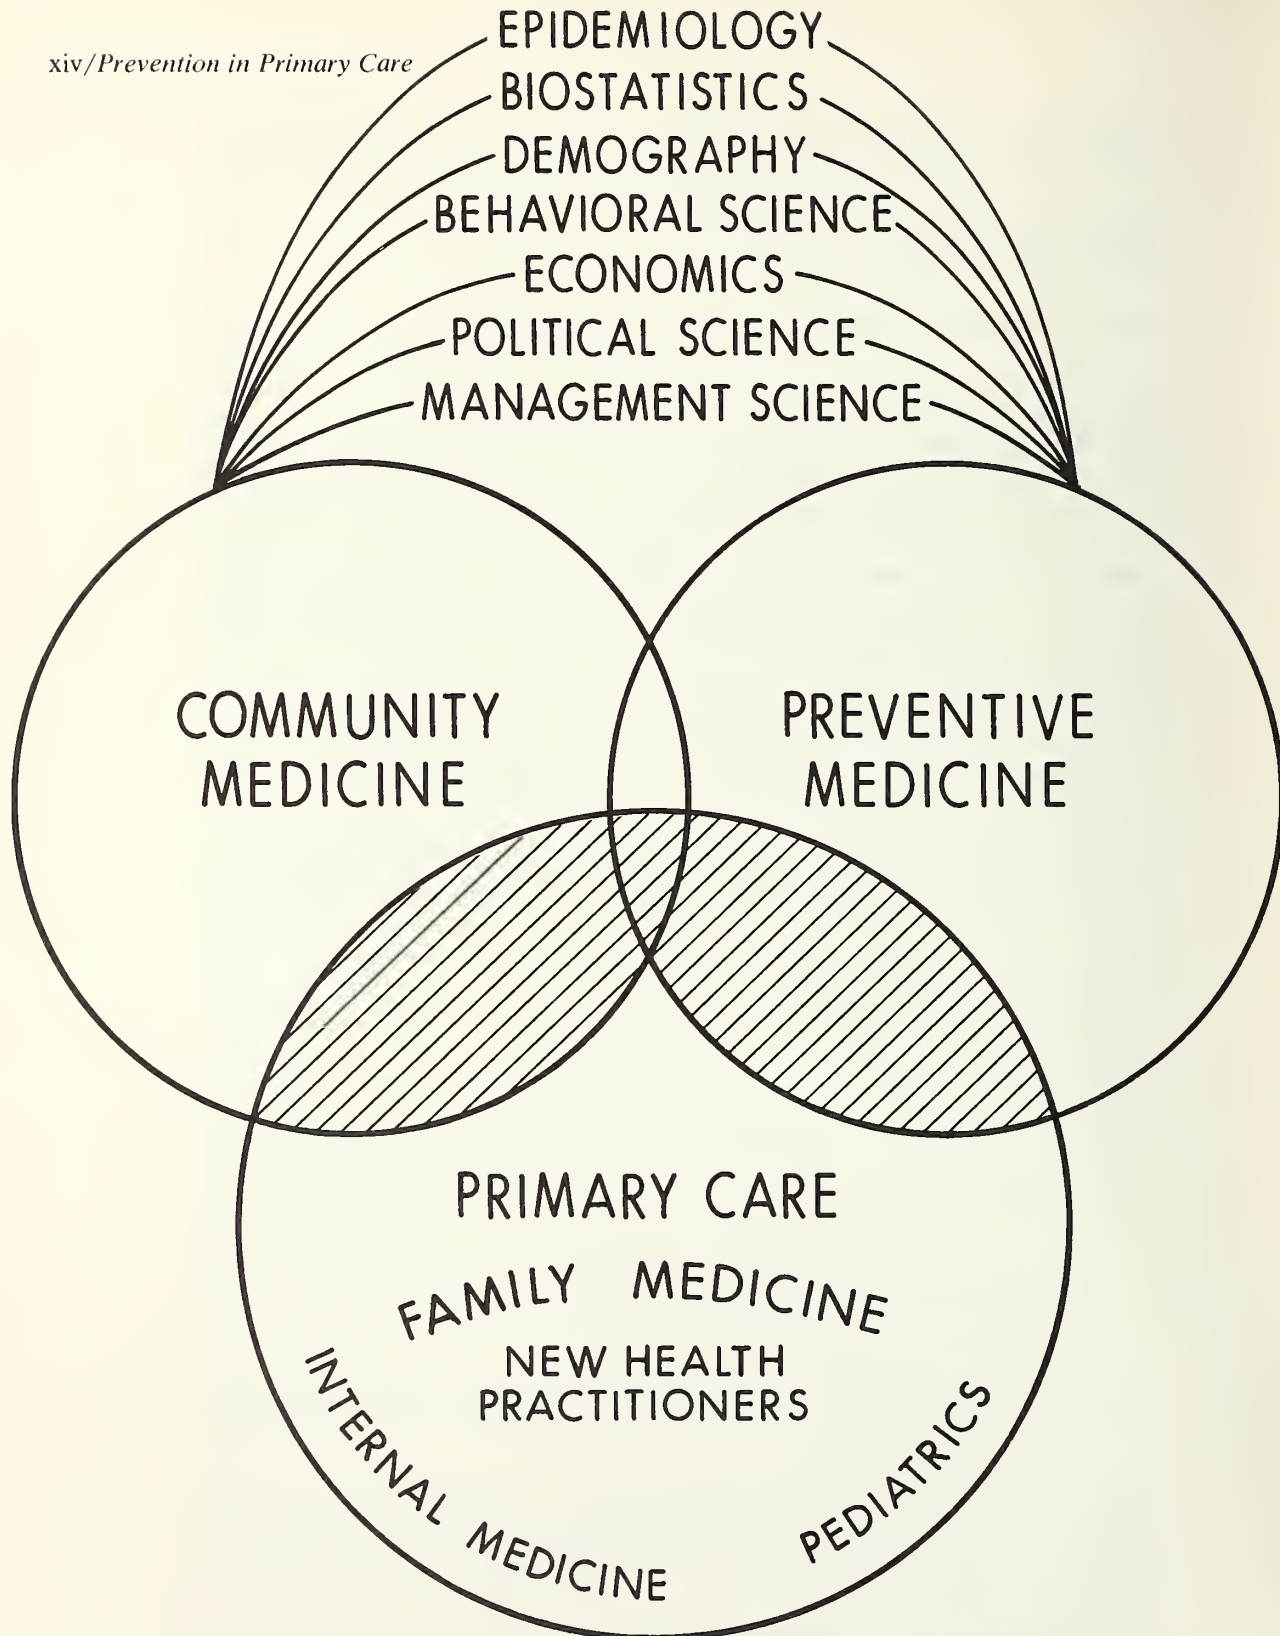 xiv/Prevention in Primary Care
EPIDEMIOLOGY
BIOSTATISTICS
DEMOGRAPHY
BEHAVIORAL SCIENCE
ECONOMICS
POLITICAL SCIENCE
MANAGEMENT SCIENCE
COMMUNITY
MEDICINE
PREVENTIVE
MEDICINE
PRIMARY CARE
FAMILY MEDICINE
NEW HEALTH
PRACTITIONERS
INTERNAL MEDICINE
PEDIATRICS